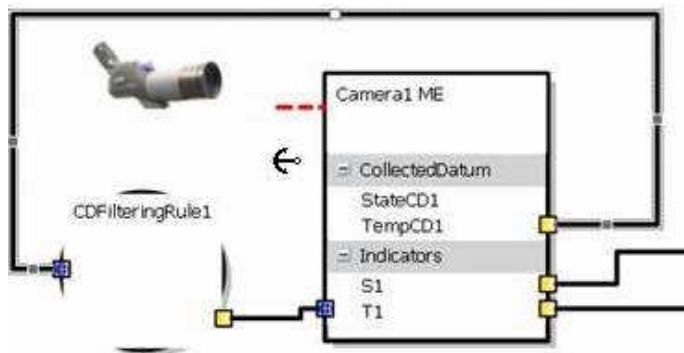 Camera1 ME
CollectedDatum
StateCD1
TempCD1
CDFilteringRule1
Indicators
S1
T1